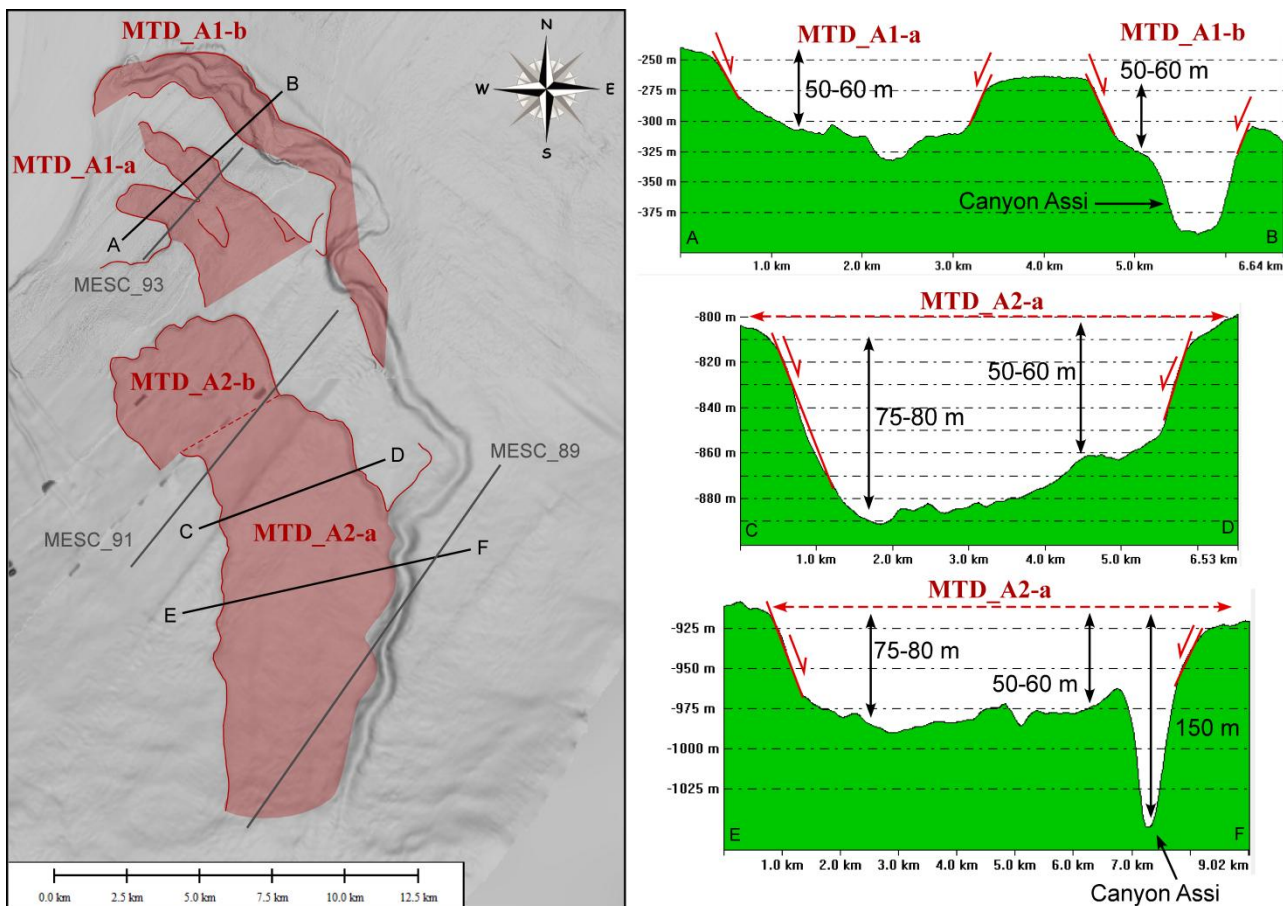 MTD_A1-b
N
W
E
S
B
MTD_A1-a
A
MESC_93
MTD_A2-b
MESC_89
D
C
MESC_91
MTD_A2-a
F
E
0.0 km 2.5 km 5.0 km 7.5 km 10.0 km 12.5 km
MTD_A1-a
MTD_A1-b
-250 m
50-60 m
-275 m
50-60 m
-300 m
-325 m
-350 m
-375 m
Canyon Assi
A
B
1.0 km 2.0 km 3.0 km 4.0 km 5.0 km 6.64 km
MTD_A2-a
-800 m
-820 m
50-60 m
-840 m
75-80 m
-860 m
-880 m
C
D
1.0 km 2.0 km 3.0 km 4.0 km 5.0 km 6.53 km
MTD_A2-a
-925 m
75-80 m
-950 m
50-60 m
-975 m
150 m
-1000 m
-1025 m
E
F
1.0 km 2.0 km 3.0 km 4.0 km 5.0 km 6.0 km 7.0 km 9.02 km
Canyon Assi